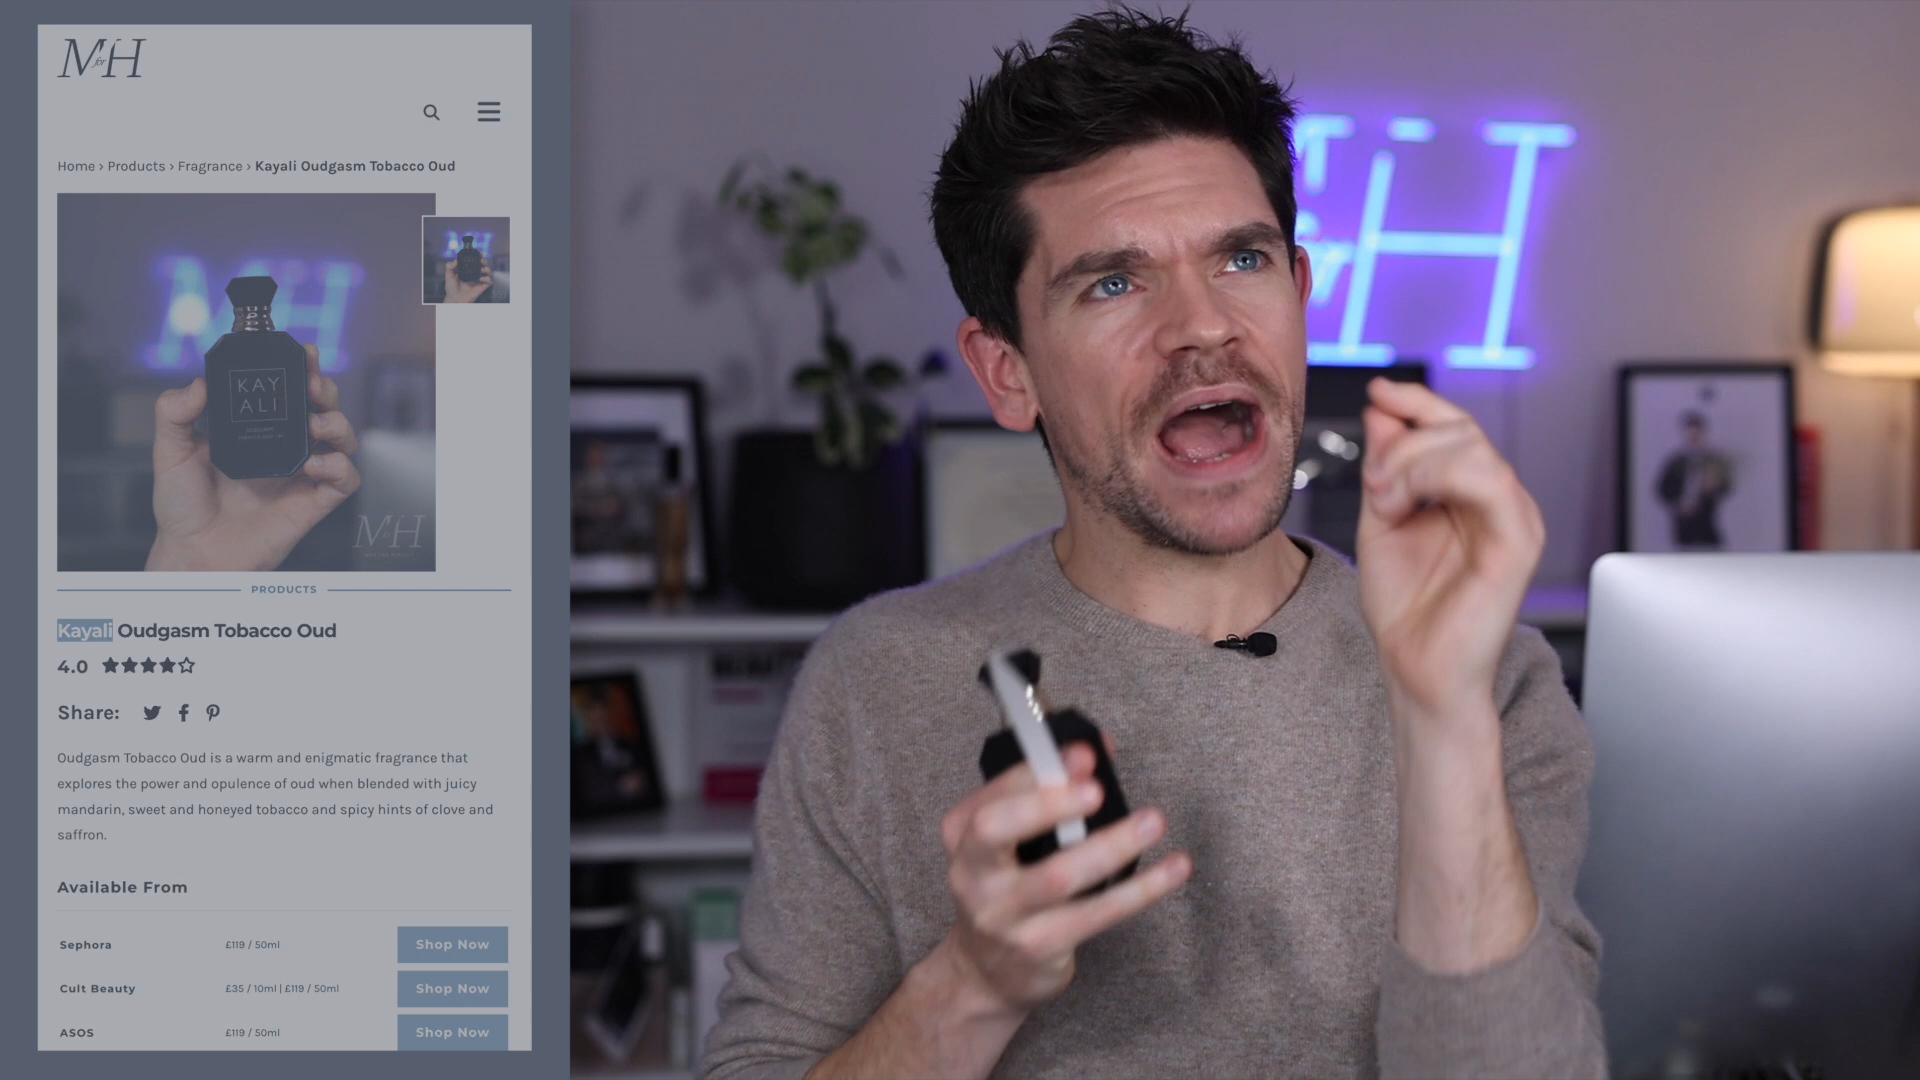 M for H
Home › Products › Fragrance › Kayali Oudgasm Tobacco Oud
KAY
ALI
M for H
PRODUCTS
Kayali Oudgasm Tobacco Oud
4.0
Share:
Oudgasm Tobacco Oud is a warm and enigmatic fragrance that
explores the power and opulence of oud when blended with juicy
mandarin, sweet and honeyed tobacco and spicy hints of clove and
saffron.
Available From
Sephora £119 / 50ml Shop Now
Cult Beauty £35 / 10ml | £119 / 50ml Shop Now
ASOS £119 / 50ml Shop Now
H